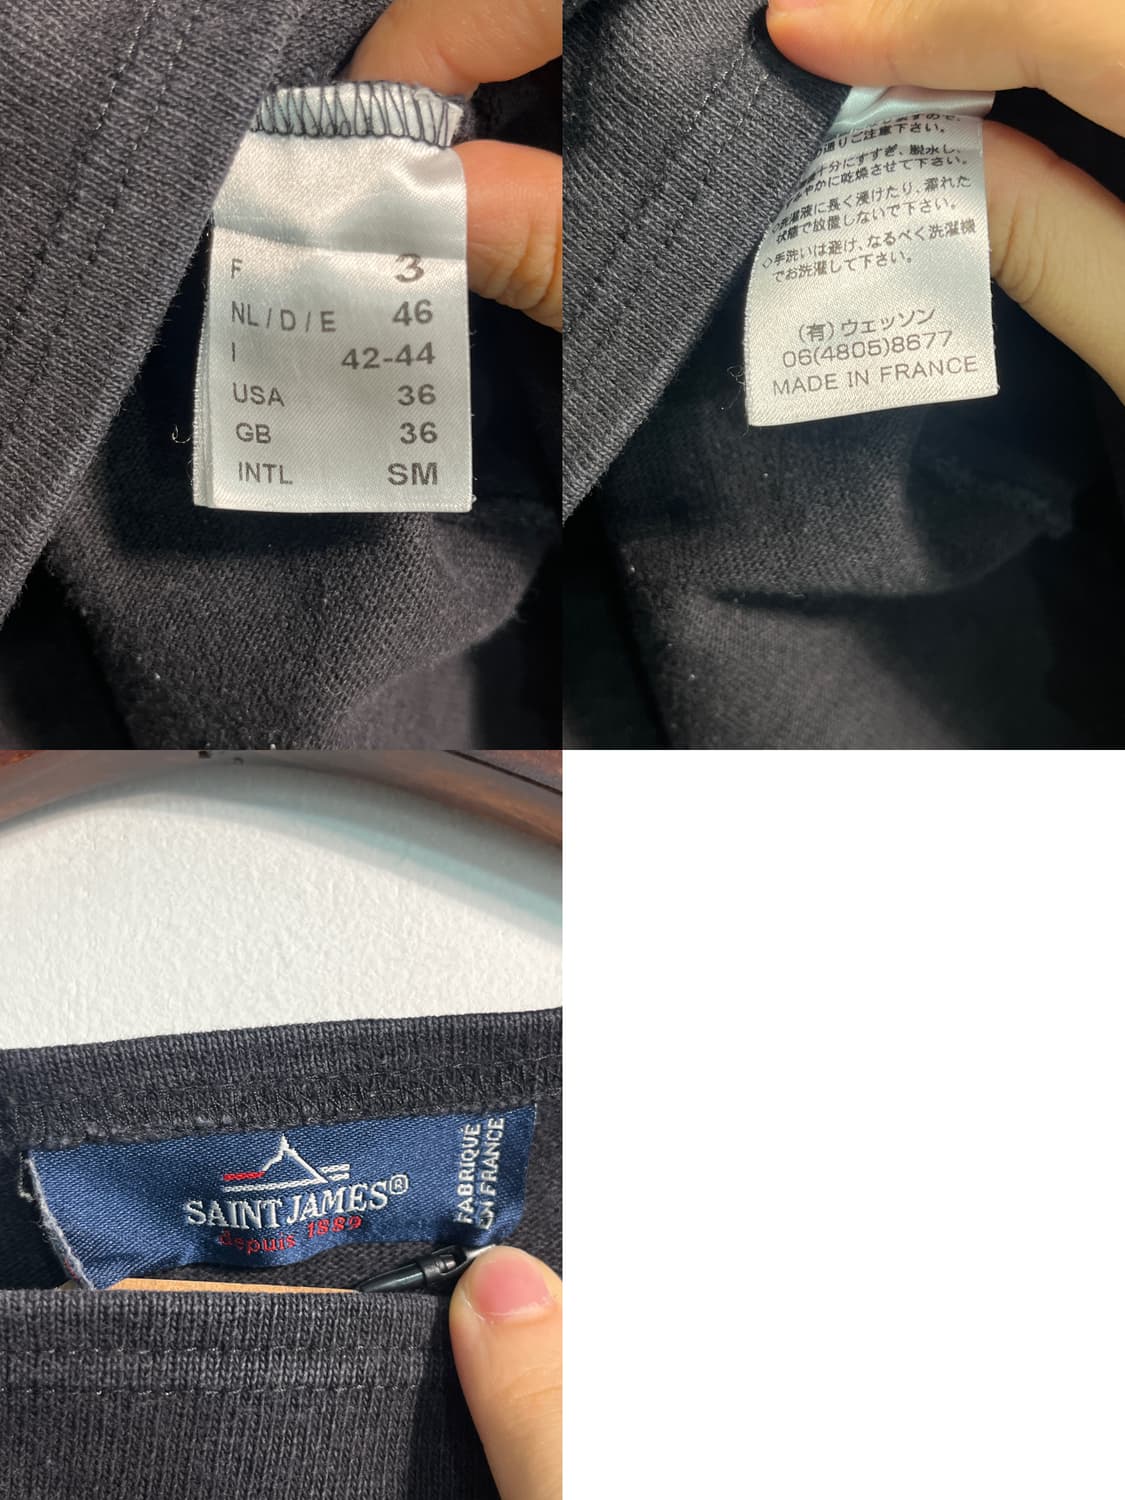 F 3
NL/D/E 46
I 42-44
USA 36
GB 36
INTL SM
ご注意下さい。
十分にすすぎ、脱水し、
やかに乾燥させて下さい。
液に長く浸けたり、濡れた
状態で放置しないで下さい。
◇手洗いは避け、なるべく洗濯機
でお洗濯して下さい。
(有)ウェッソン
06(4805)8677
MADE IN FRANCE
SAINT JAMES®
depuis 1889
FABRIQUÉ
EN FRANCE